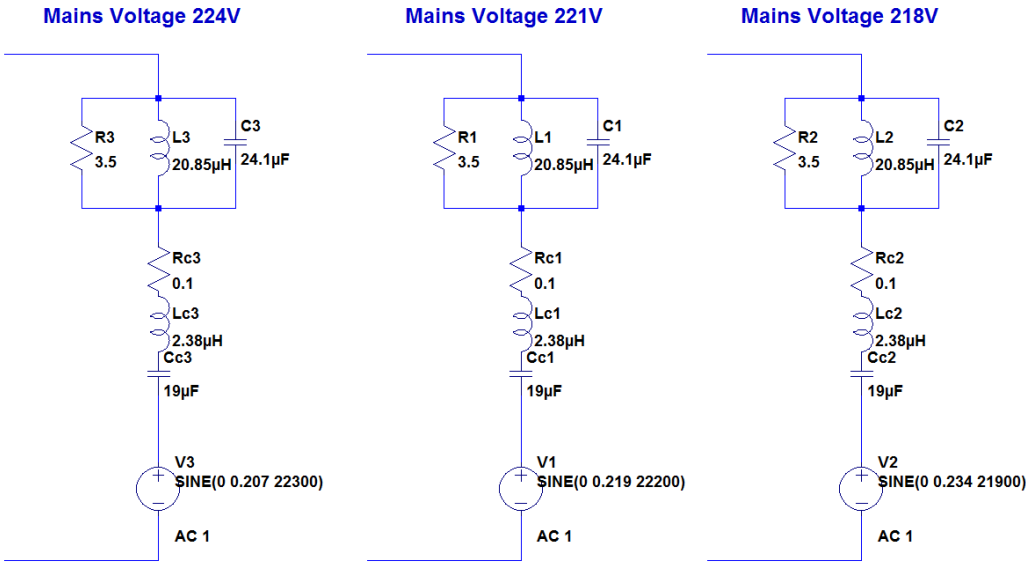 Mains Voltage 224V
R3
3.5
L3
20.85µH
C3
24.1µF
Rc3
0.1
Lc3
2.38µH
Cc3
19µF
V3
SINE(0 0.207 22300)
AC 1
Mains Voltage 221V
R1
3.5
L1
20.85µH
C1
24.1µF
Rc1
0.1
Lc1
2.38µH
Cc1
19µF
V1
SINE(0 0.219 22200)
AC 1
Mains Voltage 218V
R2
3.5
L2
20.85µH
C2
24.1µF
Rc2
0.1
Lc2
2.38µH
Cc2
19µF
V2
SINE(0 0.234 21900)
AC 1